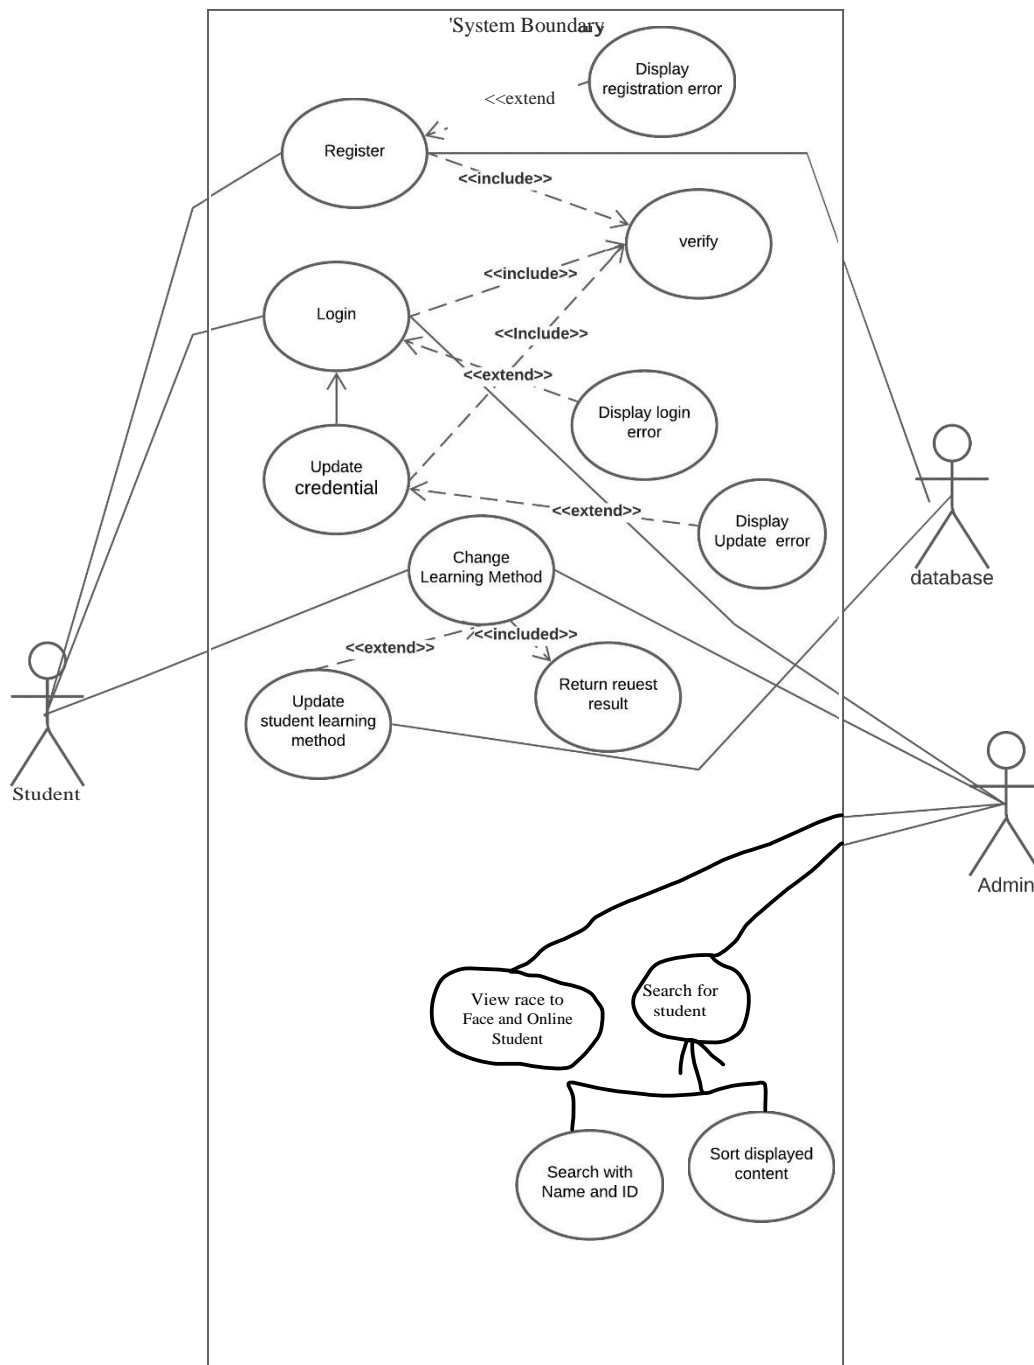 'System Boundary
Display
registration error
<<extend
Register
<<include>>
verify
<<include>>
Login
<<Include>>
<<extend>>
Display login
error
Update
credential
<<extend>>
Display
Update error
database
Change
Learning Method
<<included>>
<<extend>>
Return reuest
result
Update
student learning
method
Student
Admin
View race to
Face and Online
Student
Search for
student
Sort displayed
content
Search with
Name and ID